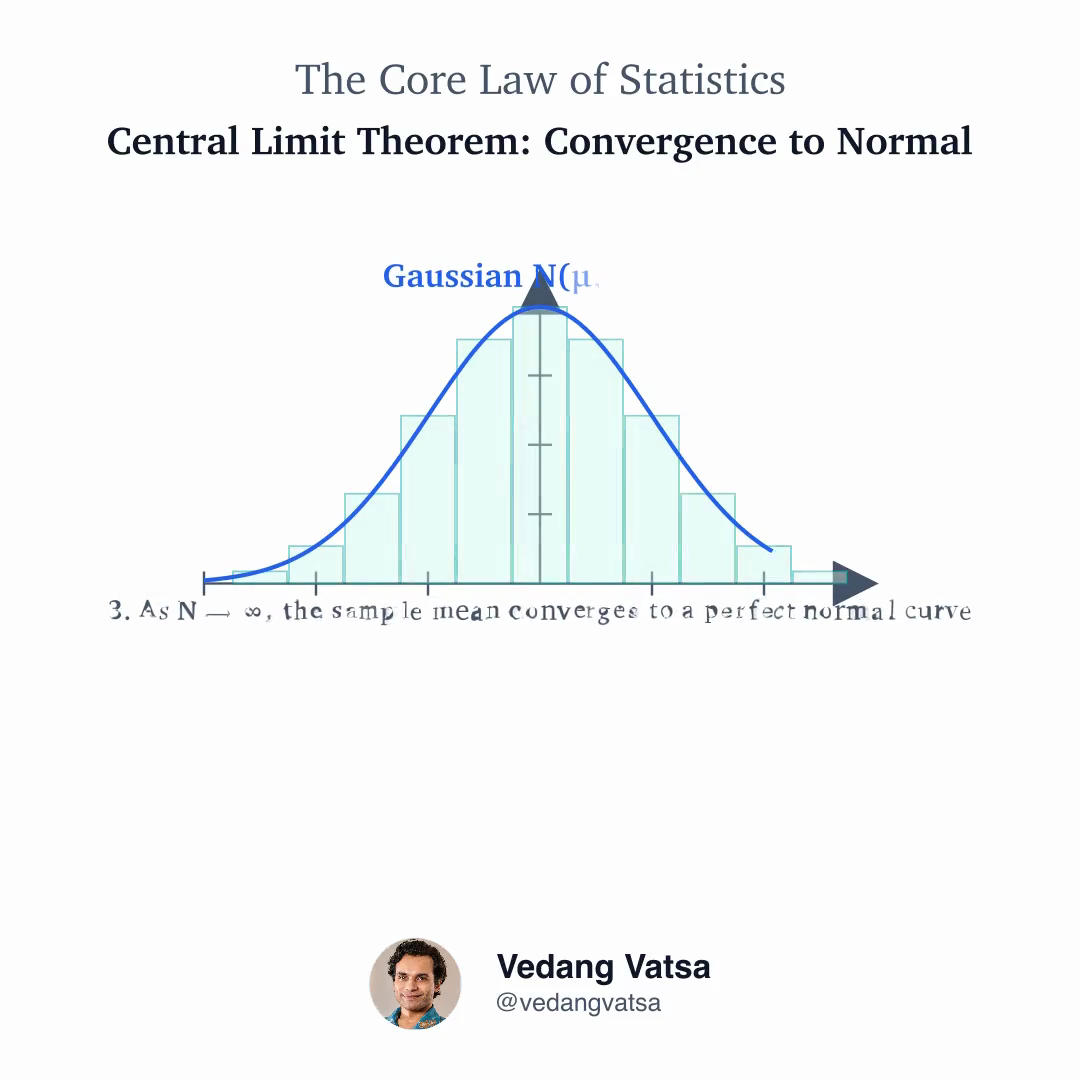 The Core Law of Statistics
Central Limit Theorem: Convergence to Normal
Gaussian N(μ,
3. As N → ∞, the sample mean converges to a perfect normal curve
Vedang Vatsa
@vedangvatsa